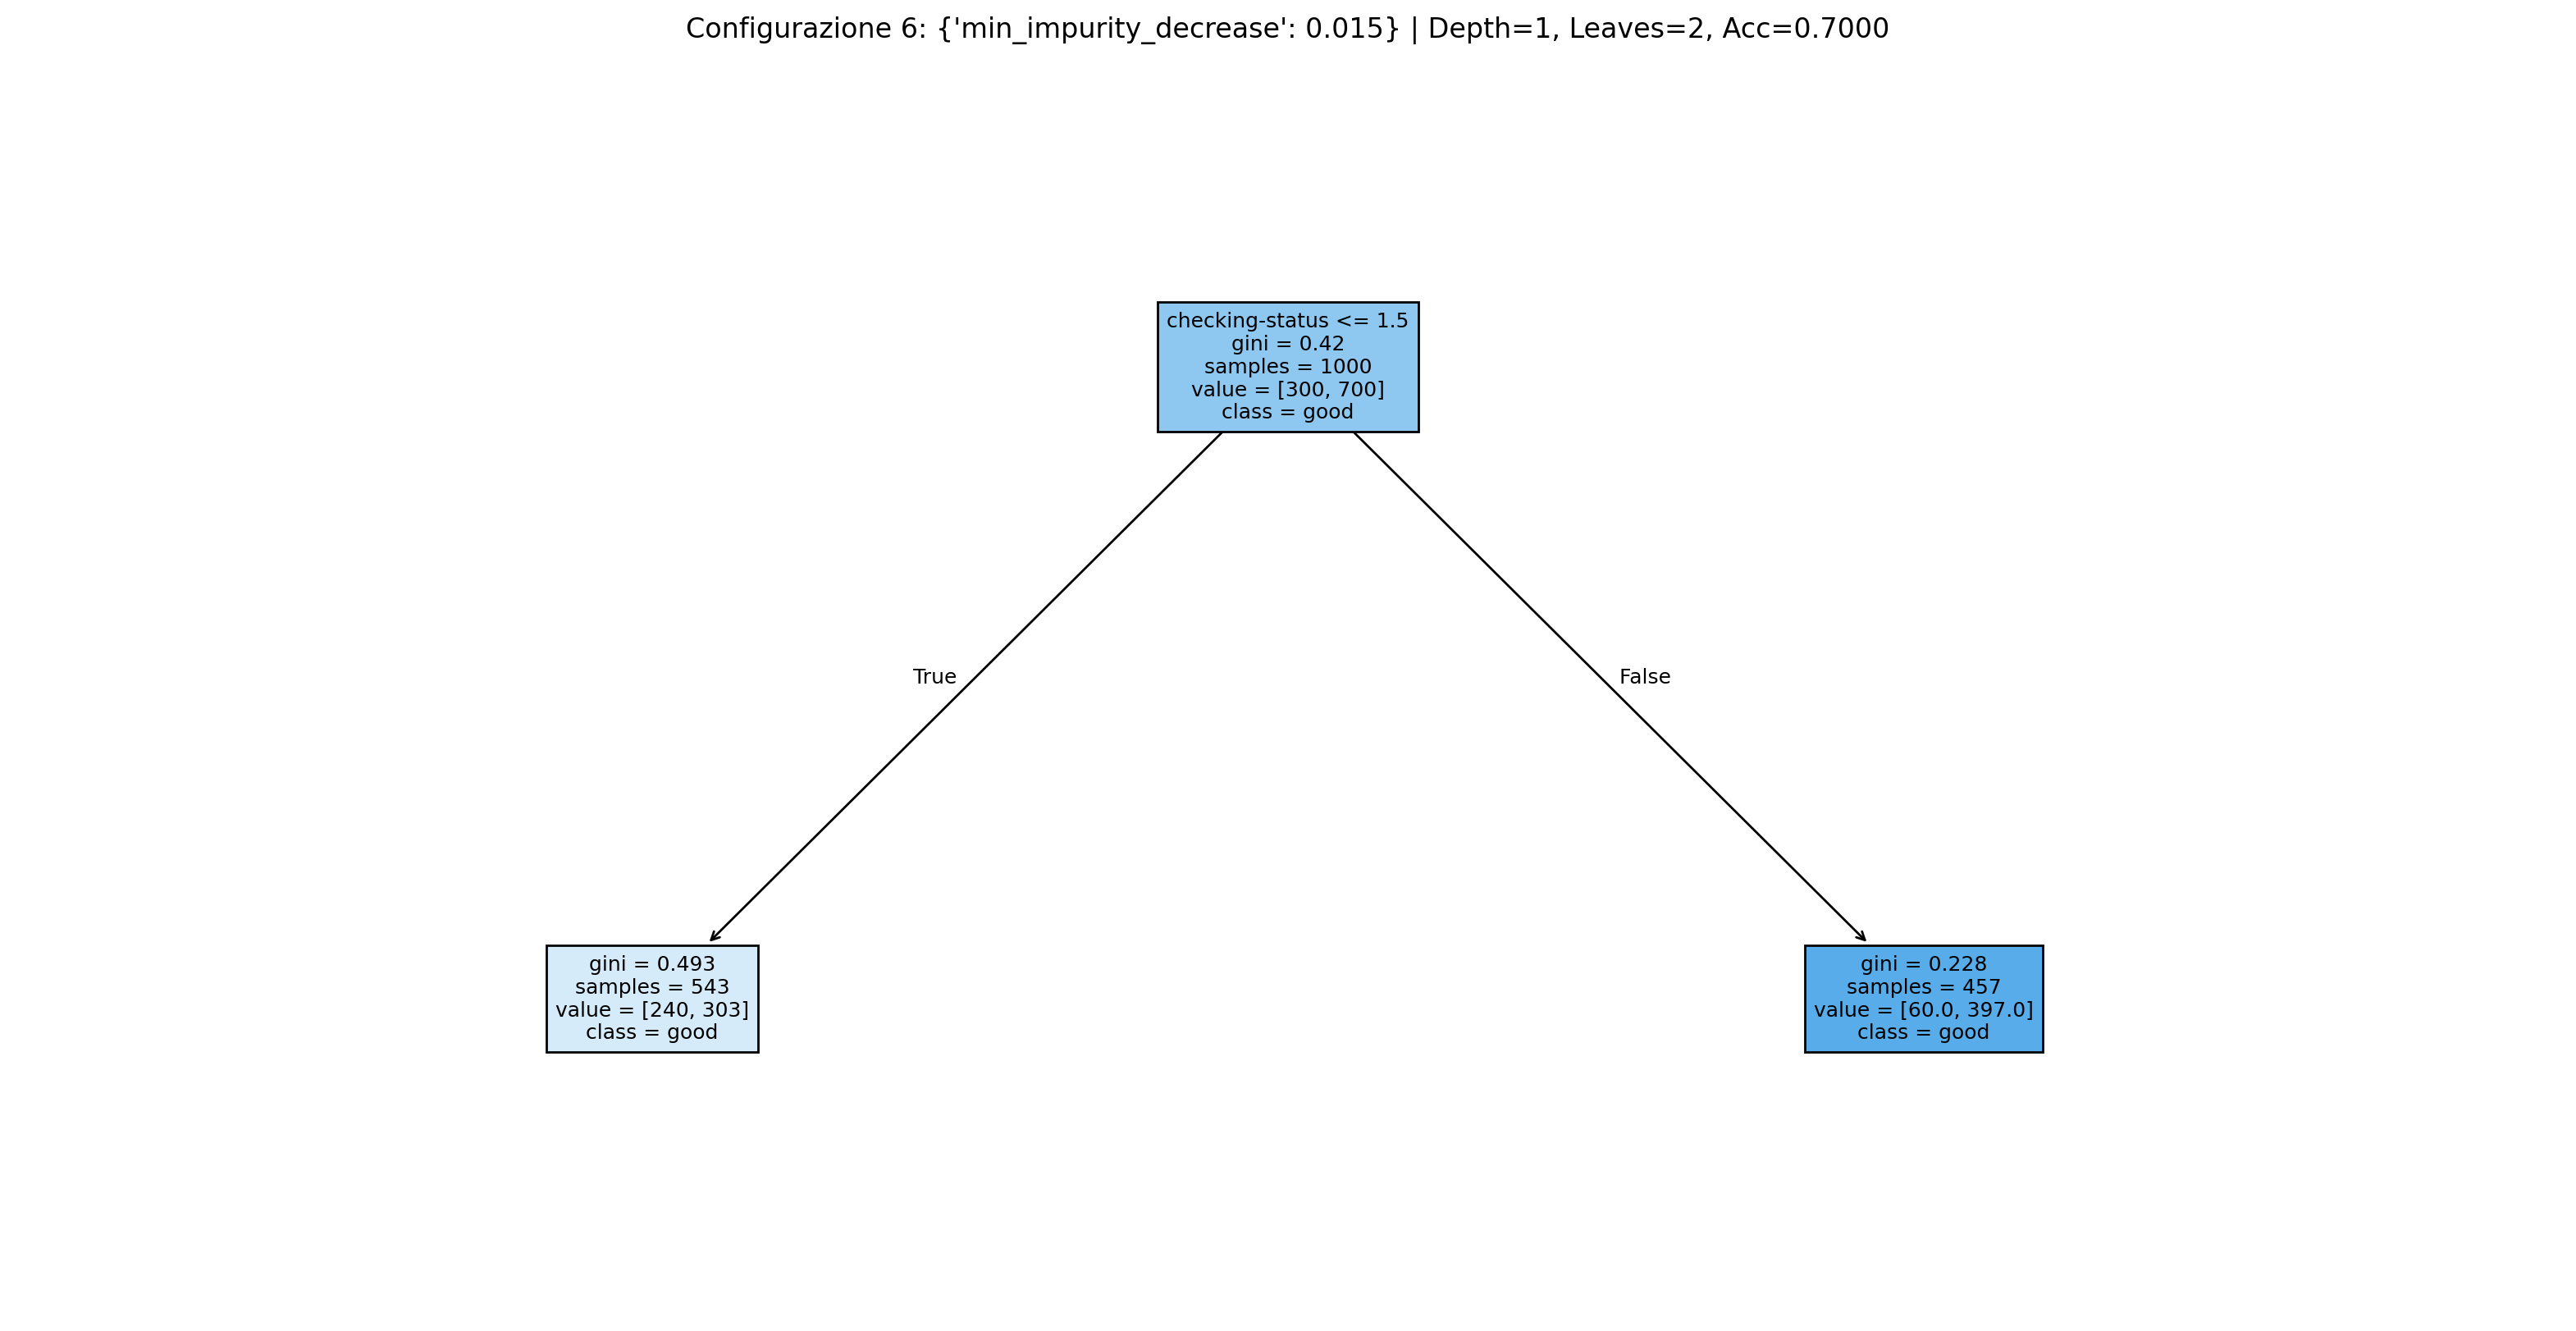 Configurazione 6: {'min_impurity_decrease': 0.015} | Depth=1, Leaves=2, Acc=0.7000
checking-status <= 1.5
gini = 0.42
samples = 1000
value = [300, 700]
class = good
True
False
gini = 0.493
samples = 543
value = [240, 303]
class = good
gini = 0.228
samples = 457
value = [60.0, 397.0]
class = good